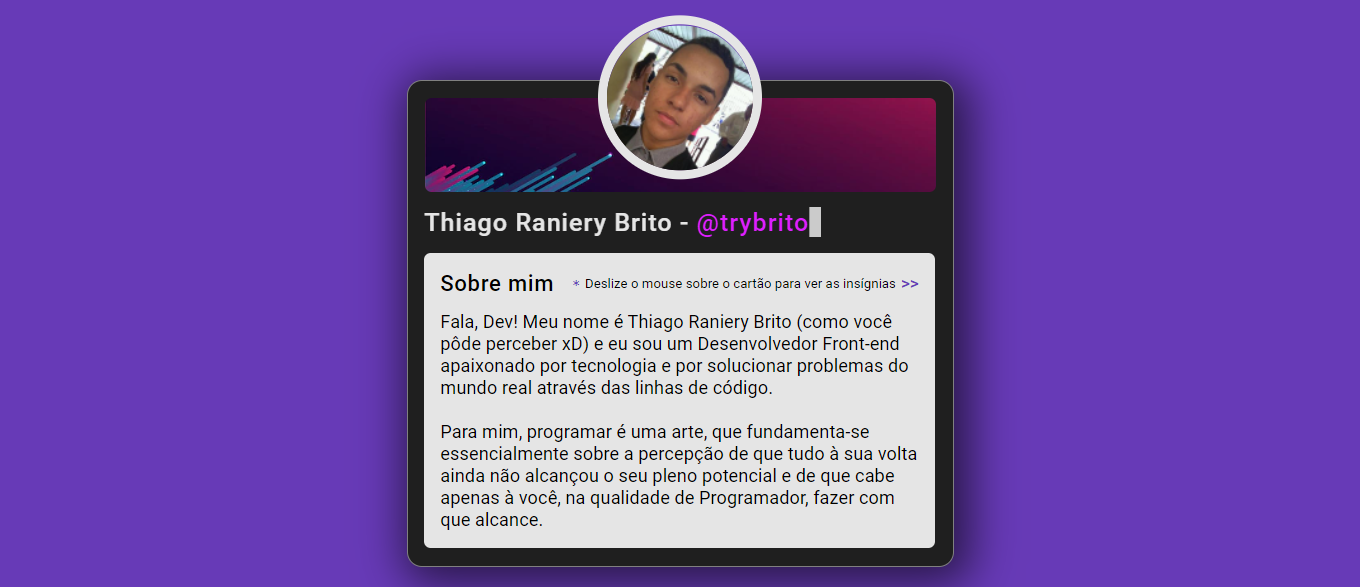 Thiago Raniery Brito - @trybrito
Sobre mim * Deslize o mouse sobre o cartão para ver as insígnias >>
Fala, Dev! Meu nome é Thiago Raniery Brito (como você
pôde perceber xD) e eu sou um Desenvolvedor Front-end
apaixonado por tecnologia e por solucionar problemas do
mundo real através das linhas de código.
Para mim, programar é uma arte, que fundamenta-se
essencialmente sobre a percepção de que tudo à sua volta
ainda não alcançou o seu pleno potencial e de que cabe
apenas à você, na qualidade de Programador, fazer com
que alcance.